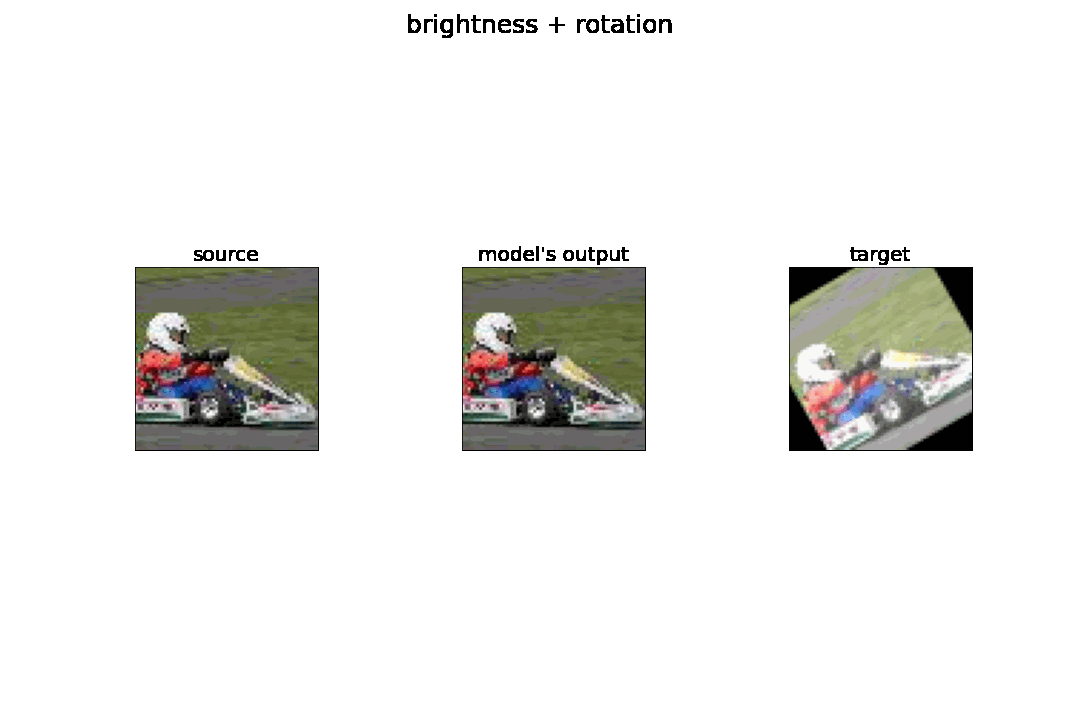 brightness + rotation
source
model's output
target